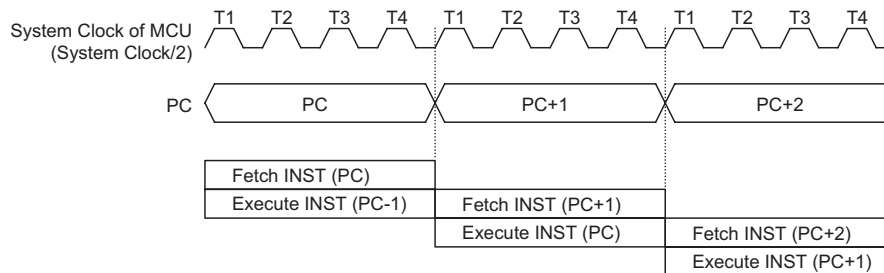 T1 T2 T3 T4 T1 T2 T3 T4 T1 T2 T3 T4
System Clock of MCU
(System Clock/2)
PC PC PC+1 PC+2
Fetch INST (PC)
Execute INST (PC-1) Fetch INST (PC+1)
Execute INST (PC) Fetch INST (PC+2)
Execute INST (PC+1)